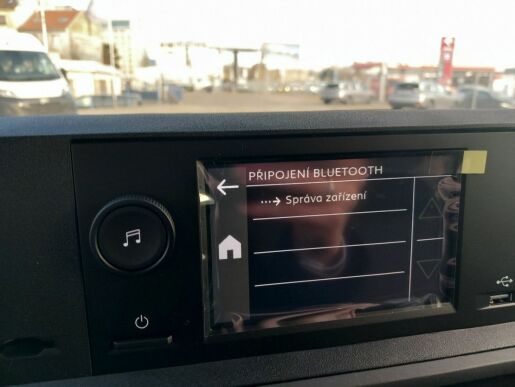 PŘIPOJENÍ BLUETOOTH
Správa zařízení